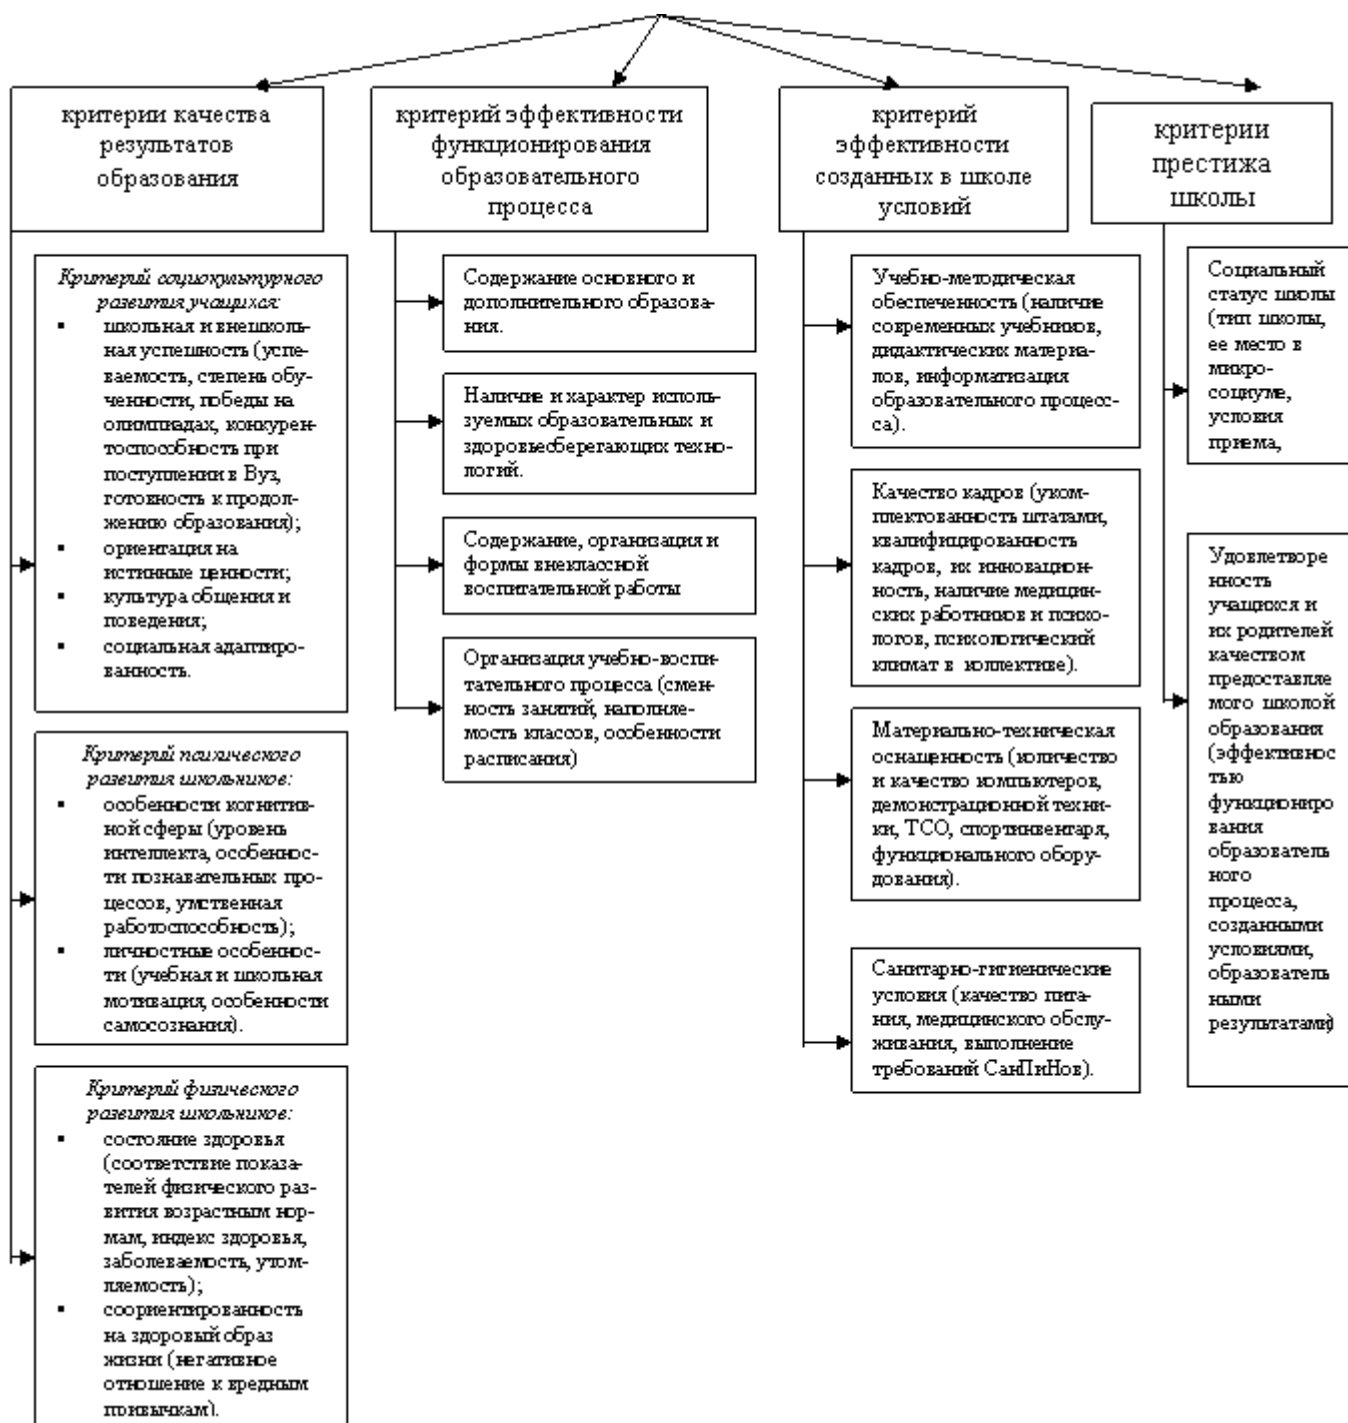 критерии качества
результатов
образования
Критерий социокультурного
развития учащихся:
▪ школьная и внешколь-
ная успешность (успе-
ваемость, степень обу-
ченности, победы на
олимпиадах, конкурен-
тоспособность при
поступлении в Вуз,
готовность к продол-
жению образования);
▪ ориентация на
истинные ценности;
▪ культура общения и
поведения;
▪ социальная адаптиро-
ванность.
Критерий психического
развития школьников:
▪ особенности когнитив-
ной сферы (уровень
интеллекта, особеннос-
ти познавательных про-
цессов, умственная
работоспособность);
▪ личностные особеннос-
ти (учебная и школьная
мотивация, особенности
самосознания).
Критерий физического
развития школьников:
▪ состояние здоровья
(соответствие показа-
телей физического раз-
вития возрастным нор-
мам, индекс здоровья,
заболеваемость, утом-
ляемость);
▪ соориентированность
на здоровый образ
жизни (негативное
отношение к вредным
привычкам).
критерий эффективности
функционирования
образовательного
процесса
Содержание основного и
дополнительного образова-
ния.
Наличие и характер исполь-
зуемых образовательных и
здоровьесберегающих техно-
логий.
Содержание, организация и
формы внеклассной
воспитательной работы
Организация учебно-воспи-
тательного процесса (смен-
ность занятий, наполняе-
мость классов, особенности
расписания)
критерий
эффективности
созданных в школе
условий
Учебно-методическая
обеспеченность (наличие
современных учебников,
дидактических материа-
лов, информатизация
образовательного процесс-
са).
Качество кадров (уком-
плектованность штатами,
квалифицированность
кадров, их инновацион-
ность, наличие медицин-
ских работников и психо-
логов, психологический
климат в коллективе).
Материально-техническая
оснащенность (количество
и качество компьютеров,
демонстрационной техни-
ки, ТСО, спортинвентаря,
функционального обору-
дования).
Санитарно-гигиенические
условия (качество пита-
ния, медицинского обслу-
живания, выполнение
требований СанПиНов).
критерии
престижа
школы
Социальный
статус школы
(тип школы,
ее место в
микро-
социуме,
условия
приема,
Удовлетворе
нность
учащихся и
их родителей
качеством
предоставляе
мого школой
образования
(эффективнос
тью
функциониро
вания
образователь
ного
процесса,
созданными
условиями,
образователь
ными
результатами)